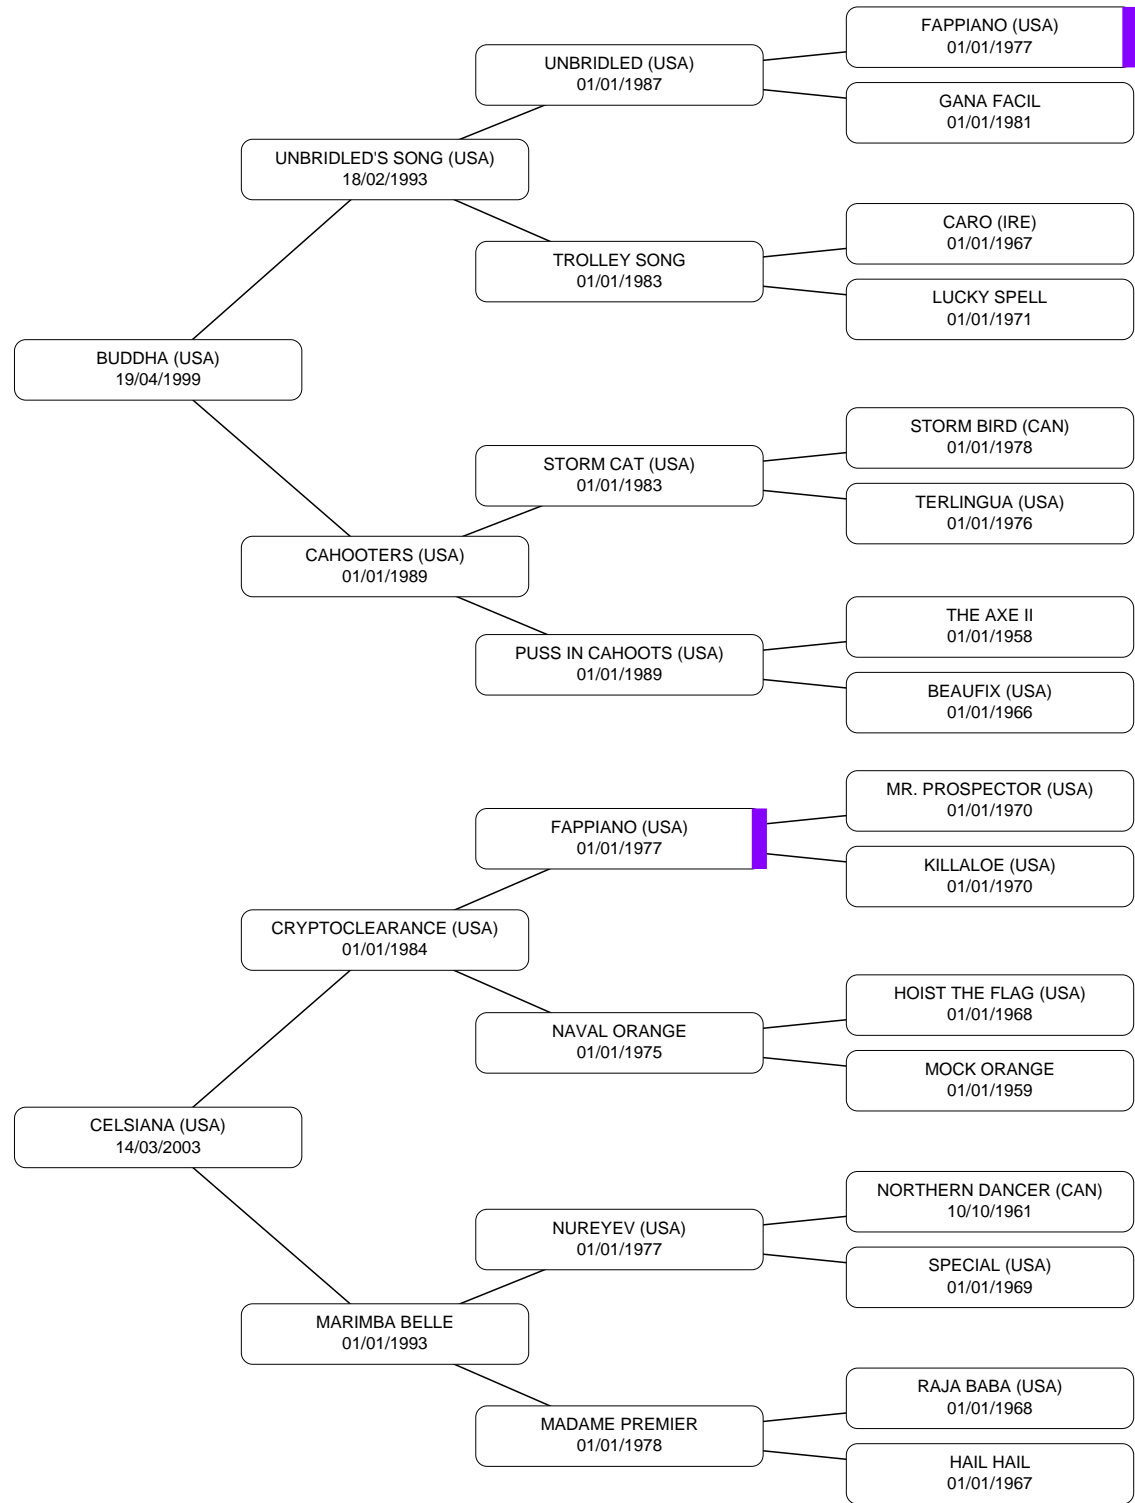 FAPPIANO (USA)
01/01/1977
UNBRIDLED (USA)
01/01/1987
GANA FACIL
01/01/1981
UNBRIDLED'S SONG (USA)
18/02/1993
CARO (IRE)
01/01/1967
TROLLEY SONG
01/01/1983
LUCKY SPELL
01/01/1971
BUDDHA (USA)
19/04/1999
STORM BIRD (CAN)
01/01/1978
STORM CAT (USA)
01/01/1983
TERLINGUA (USA)
01/01/1976
CAHOOTERS (USA)
01/01/1989
THE AXE II
01/01/1958
PUSS IN CAHOOTS (USA)
01/01/1989
BEAUFIX (USA)
01/01/1966
MR. PROSPECTOR (USA)
01/01/1970
FAPPIANO (USA)
01/01/1977
KILLALOE (USA)
01/01/1970
CRYPTOCLEARANCE (USA)
01/01/1984
HOIST THE FLAG (USA)
01/01/1968
NAVAL ORANGE
01/01/1975
MOCK ORANGE
01/01/1959
CELSIANA (USA)
14/03/2003
NORTHERN DANCER (CAN)
10/10/1961
NUREYEV (USA)
01/01/1977
SPECIAL (USA)
01/01/1969
MARIMBA BELLE
01/01/1993
RAJA BABA (USA)
01/01/1968
MADAME PREMIER
01/01/1978
HAIL HAIL
01/01/1967